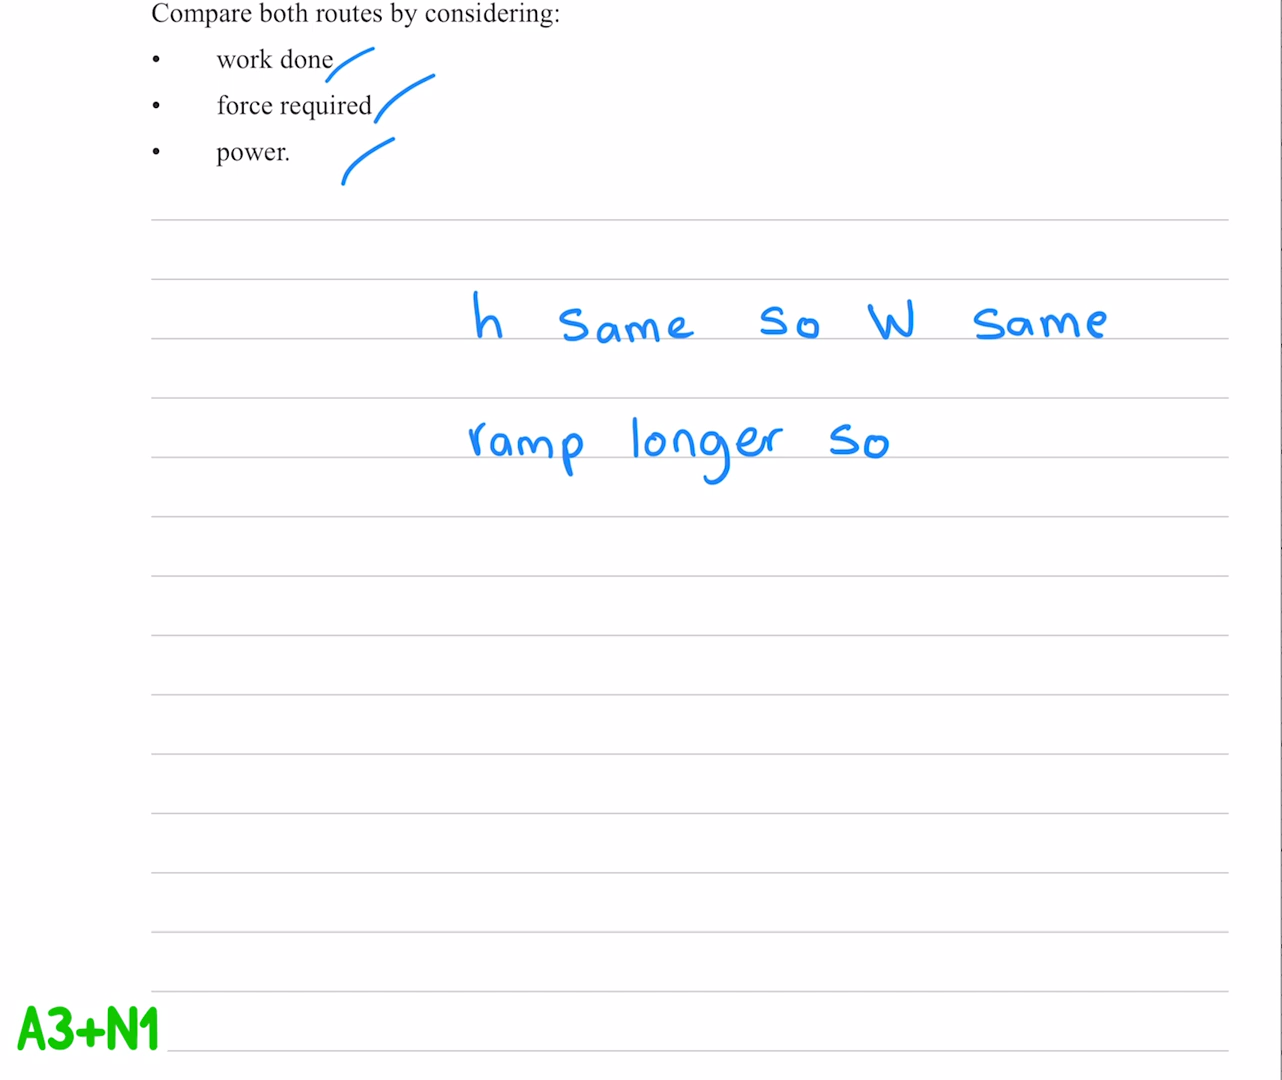 Compare both routes by considering:
• work done
• force required
• power.
h same so W same
ramp longer so
A3+N1